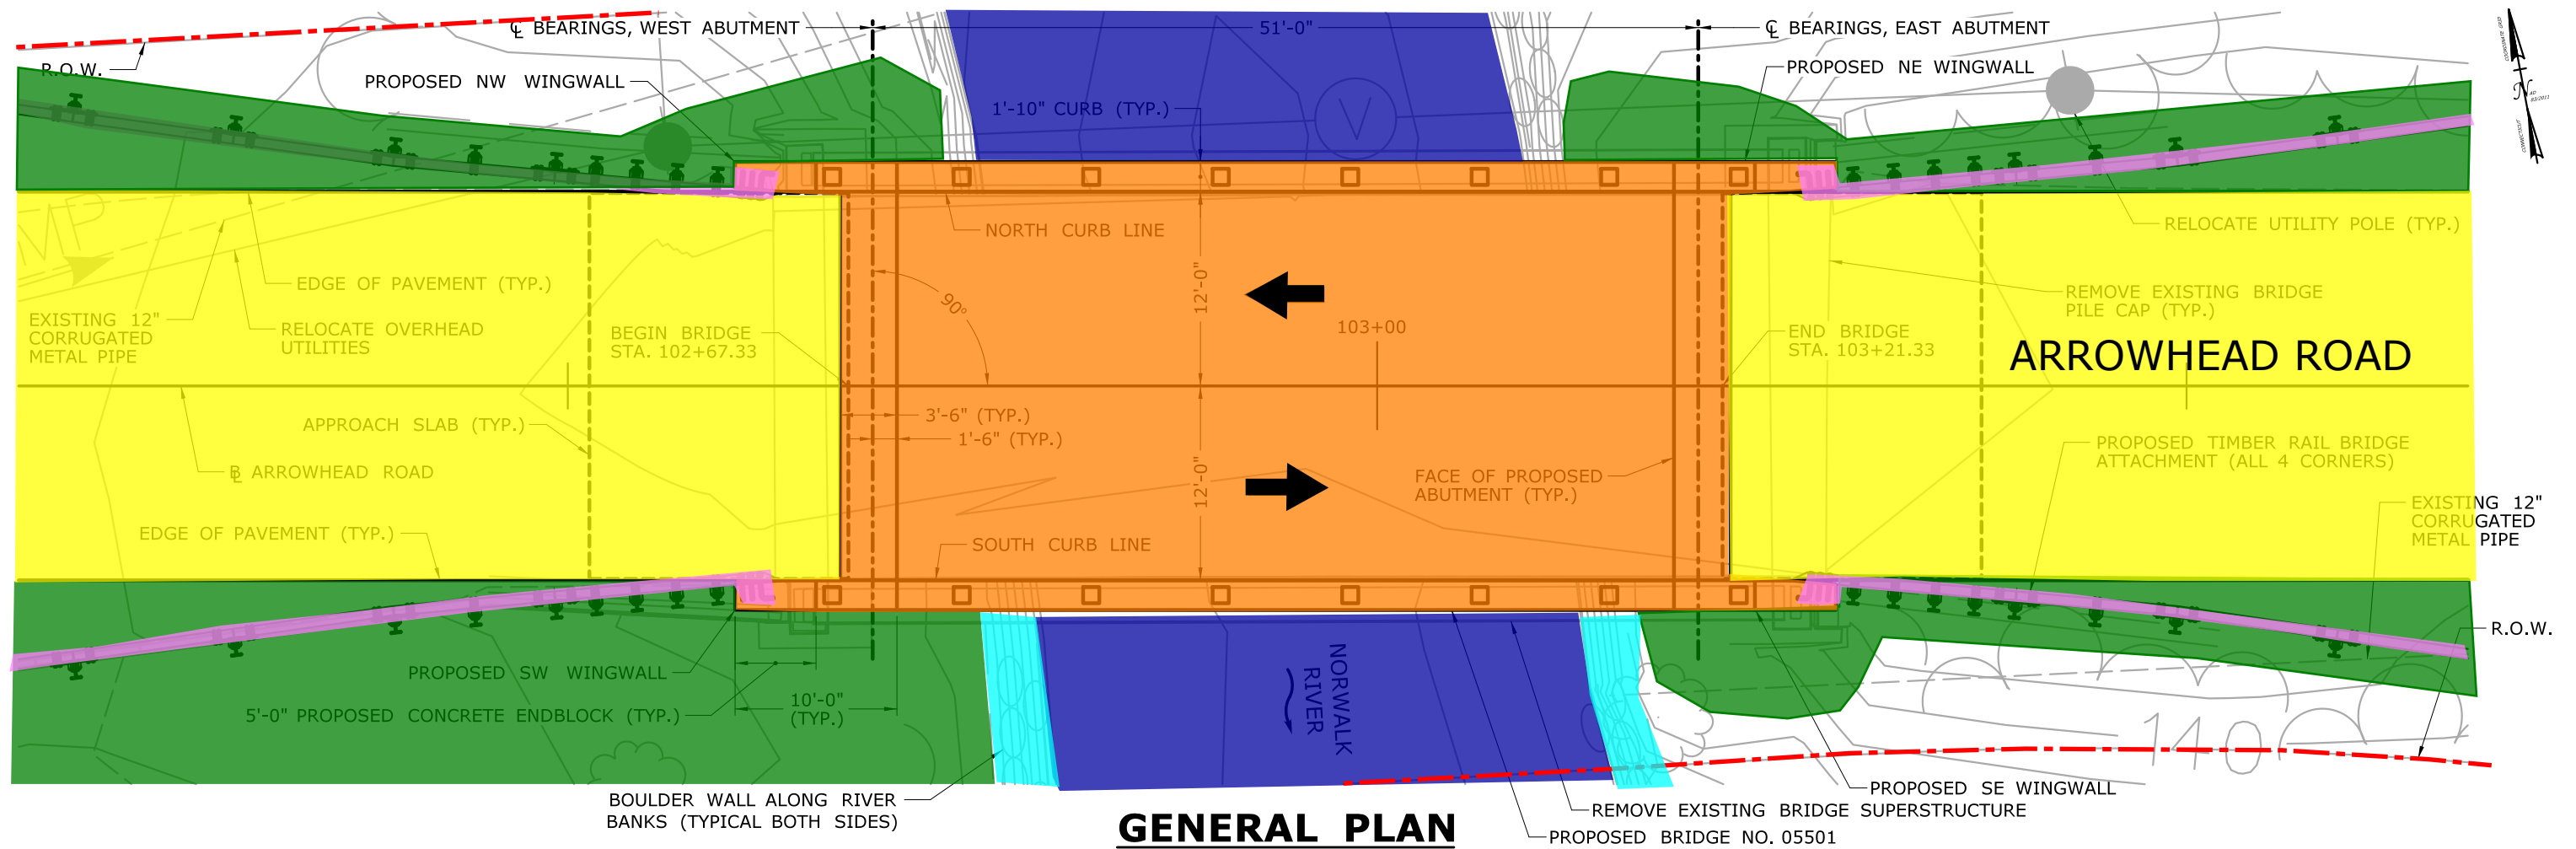 ℄ BEARINGS, WEST ABUTMENT
51'-0"
℄ BEARINGS, EAST ABUTMENT
R.O.W.
PROPOSED NW WINGWALL
PROPOSED NE WINGWALL
1'-10" CURB (TYP.)
V
N
NORTH CURB LINE
RELOCATE UTILITY POLE (TYP.)
EDGE OF PAVEMENT (TYP.)
EXISTING 12"
CORRUGATED
METAL PIPE
RELOCATE OVERHEAD
UTILITIES
BEGIN BRIDGE
STA. 102+67.33
90°
12'-0"
103+00
END BRIDGE
STA. 103+21.33
REMOVE EXISTING BRIDGE
PILE CAP (TYP.)
ARROWHEAD ROAD
3'-6" (TYP.)
1'-6" (TYP.)
APPROACH SLAB (TYP.)
℄ ARROWHEAD ROAD
12'-0"
FACE OF PROPOSED
ABUTMENT (TYP.)
PROPOSED TIMBER RAIL BRIDGE
ATTACHMENT (ALL 4 CORNERS)
EXISTING 12"
CORRUGATED
METAL PIPE
EDGE OF PAVEMENT (TYP.)
SOUTH CURB LINE
R.O.W.
PROPOSED SW WINGWALL
5'-0" PROPOSED CONCRETE ENDBLOCK (TYP.)
10'-0"
(TYP.)
NORWALK
RIVER
140
BOULDER WALL ALONG RIVER
BANKS (TYPICAL BOTH SIDES)
PROPOSED SE WINGWALL
REMOVE EXISTING BRIDGE SUPERSTRUCTURE
PROPOSED BRIDGE NO. 05501
GENERAL PLAN